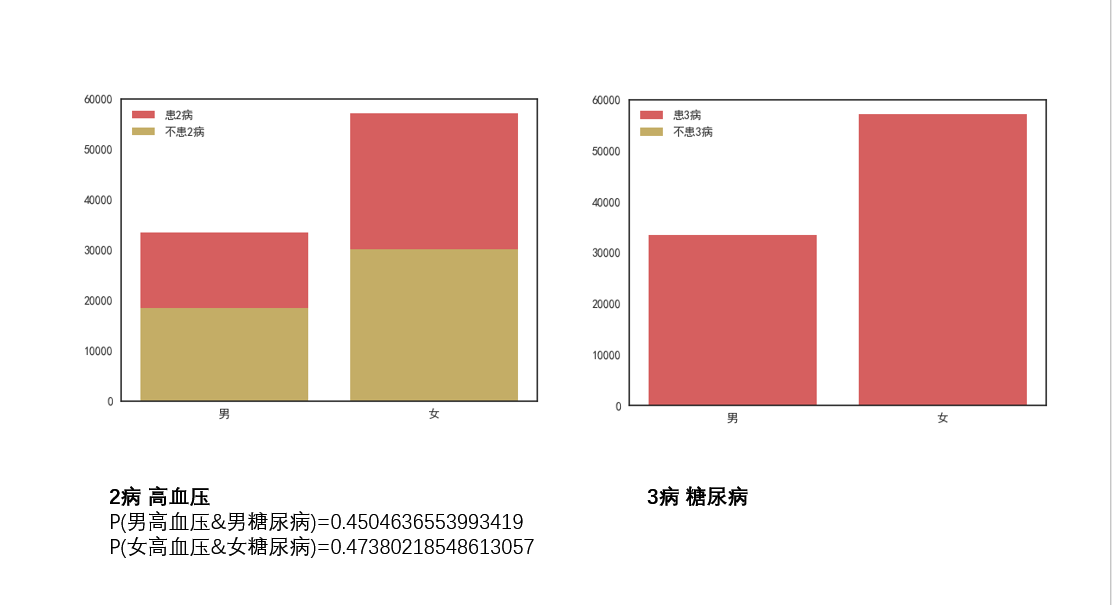 60000
50000
40000
30000
20000
10000
0
患2病
不患2病
男
女
60000
50000
40000
30000
20000
10000
0
患3病
不患3病
男
女
2病 高血压
P(男高血压&男糖尿病)=0.4504636553993419
P(女高血压&女糖尿病)=0.47380218548613057
3病 糖尿病